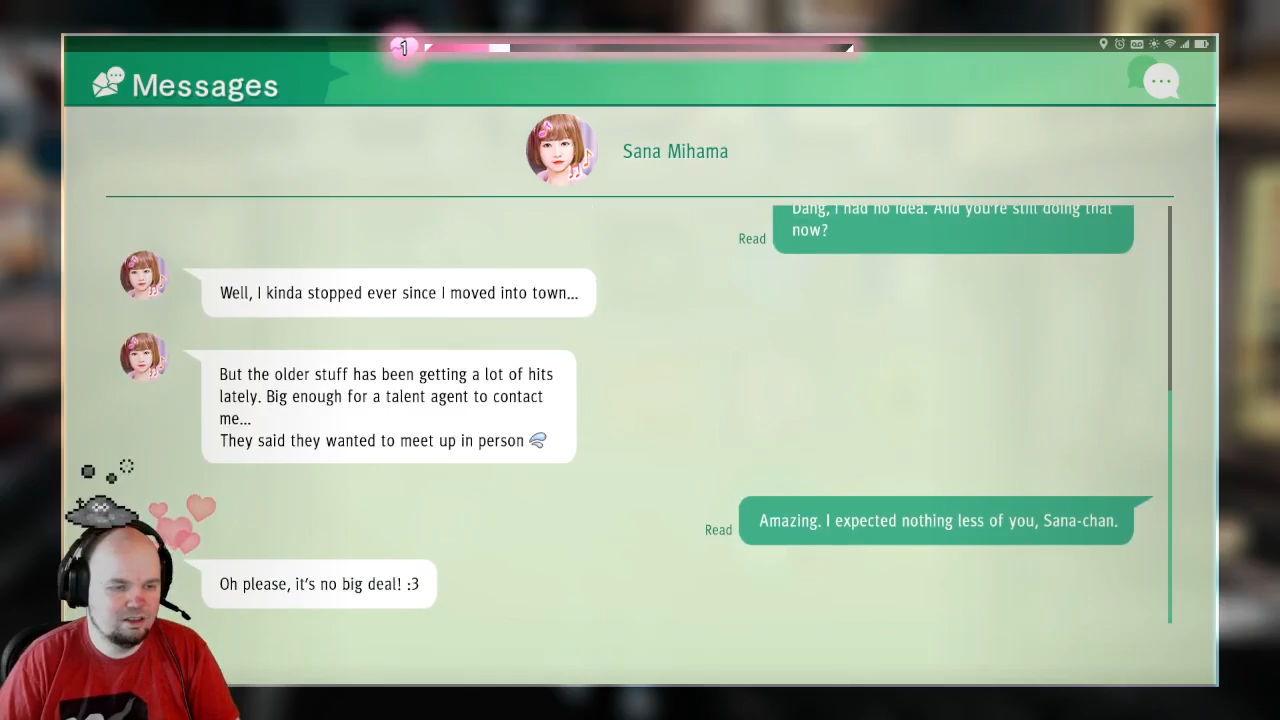 1
Messages
Sana Mihama
Dang, I had no idea. And you're still doing that
now?
Read
Well, I kinda stopped ever since I moved into town...
But the older stuff has been getting a lot of hits
lately. Big enough for a talent agent to contact
me...
They said they wanted to meet up in person
Amazing. I expected nothing less of you, Sana-chan.
Read
Oh please, it's no big deal! :3